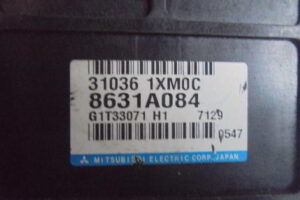 31036 1XM0C
8631A084
G1T33071 H1 7129
0547
MITSUBISHI ELECTRIC CORP. JAPAN